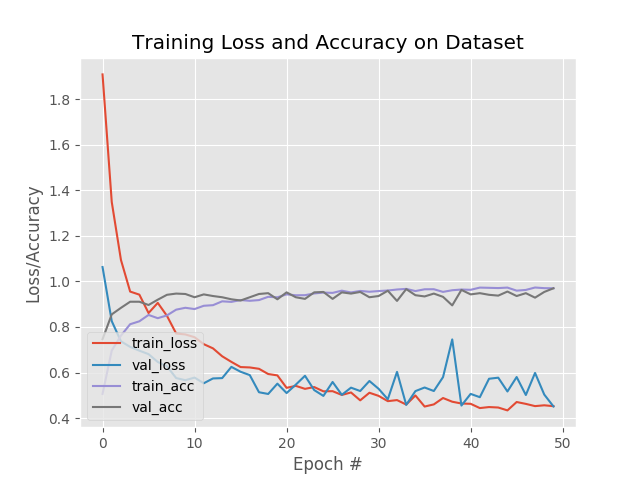 Training Loss and Accuracy on Dataset
Loss/Accuracy
1.8
1.6
1.4
1.2
1.0
0.8
0.6
0.4
train_loss
val_loss
train_acc
val_acc
0 10 20 30 40 50
Epoch #